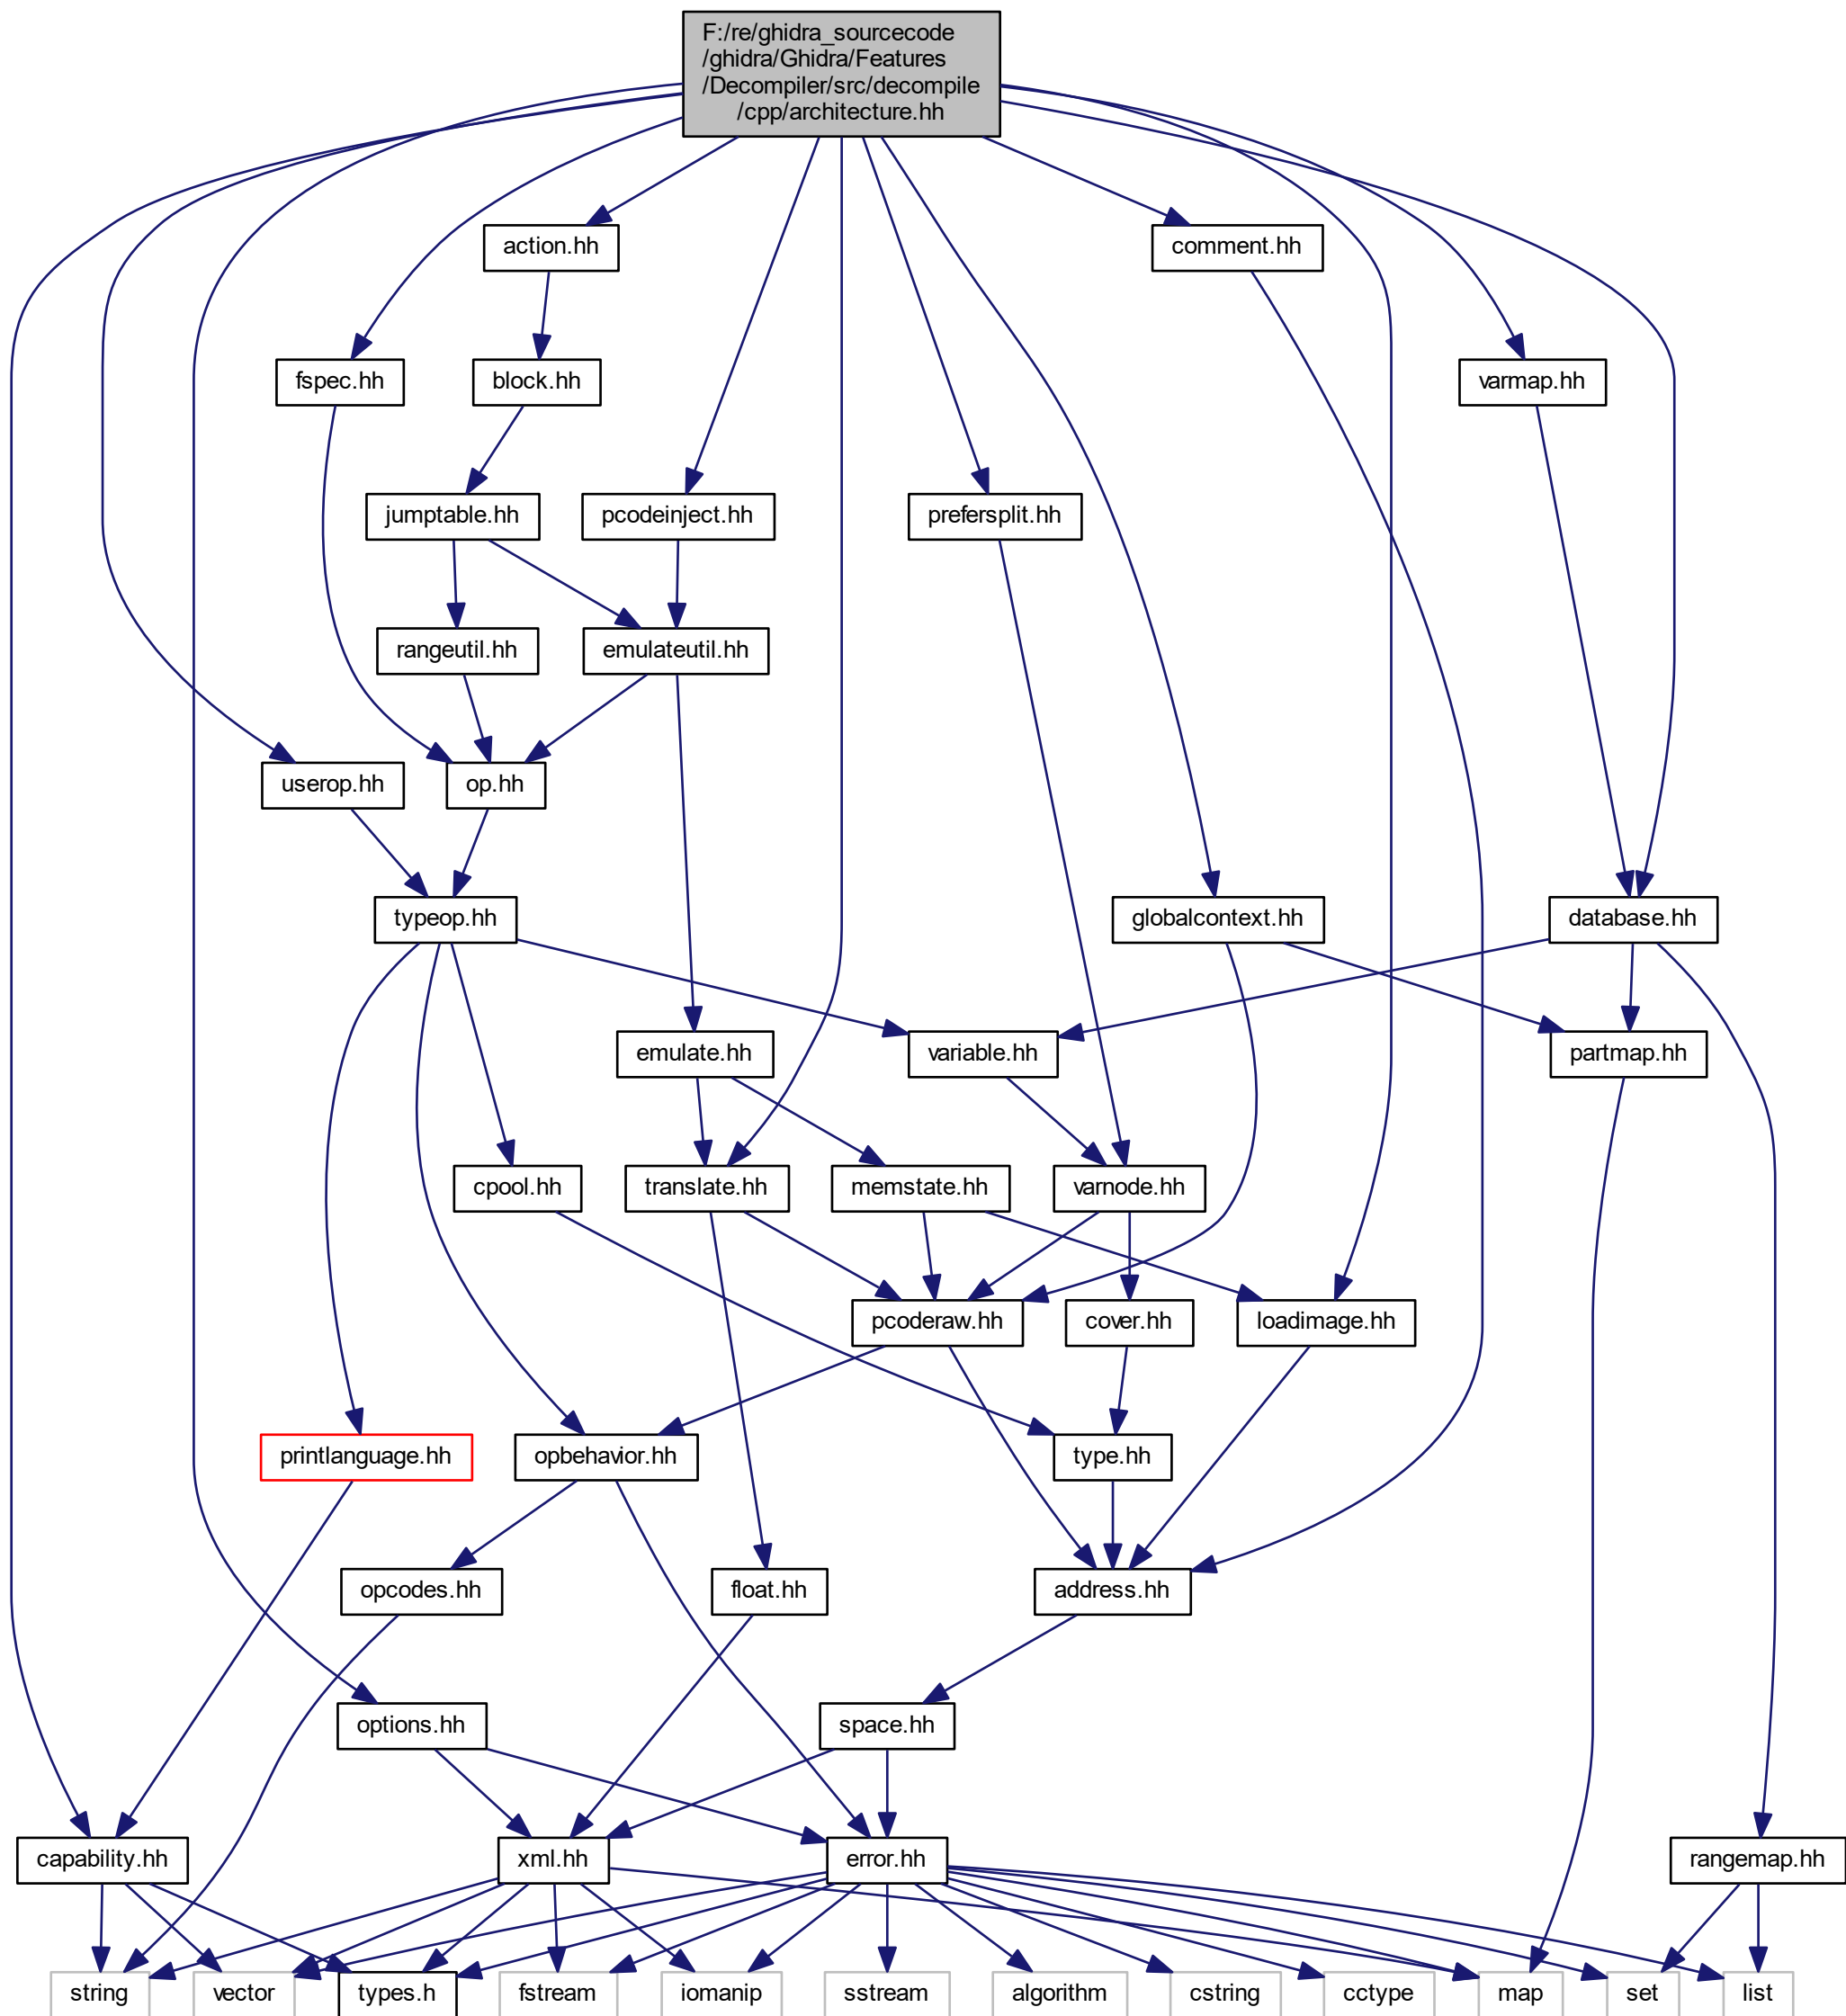 F:/re/ghidra_sourcecode
/ghidra/Ghidra/Features
/Decompiler/src/decompile
/cpp/architecture.hh
action.hh
comment.hh
fspec.hh
block.hh
varmap.hh
jumptable.hh
pcodeinject.hh
prefersplit.hh
rangeutil.hh
emulateutil.hh
userop.hh
op.hh
typeop.hh
globalcontext.hh
database.hh
emulate.hh
variable.hh
partmap.hh
cpool.hh
translate.hh
memstate.hh
varnode.hh
pcoderaw.hh
cover.hh
loadimage.hh
printlanguage.hh
opbehavior.hh
type.hh
opcodes.hh
float.hh
address.hh
options.hh
space.hh
capability.hh
xml.hh
error.hh
rangemap.hh
string
vector
types.h
fstream
iomanip
sstream
algorithm
cstring
cctype
map
set
list